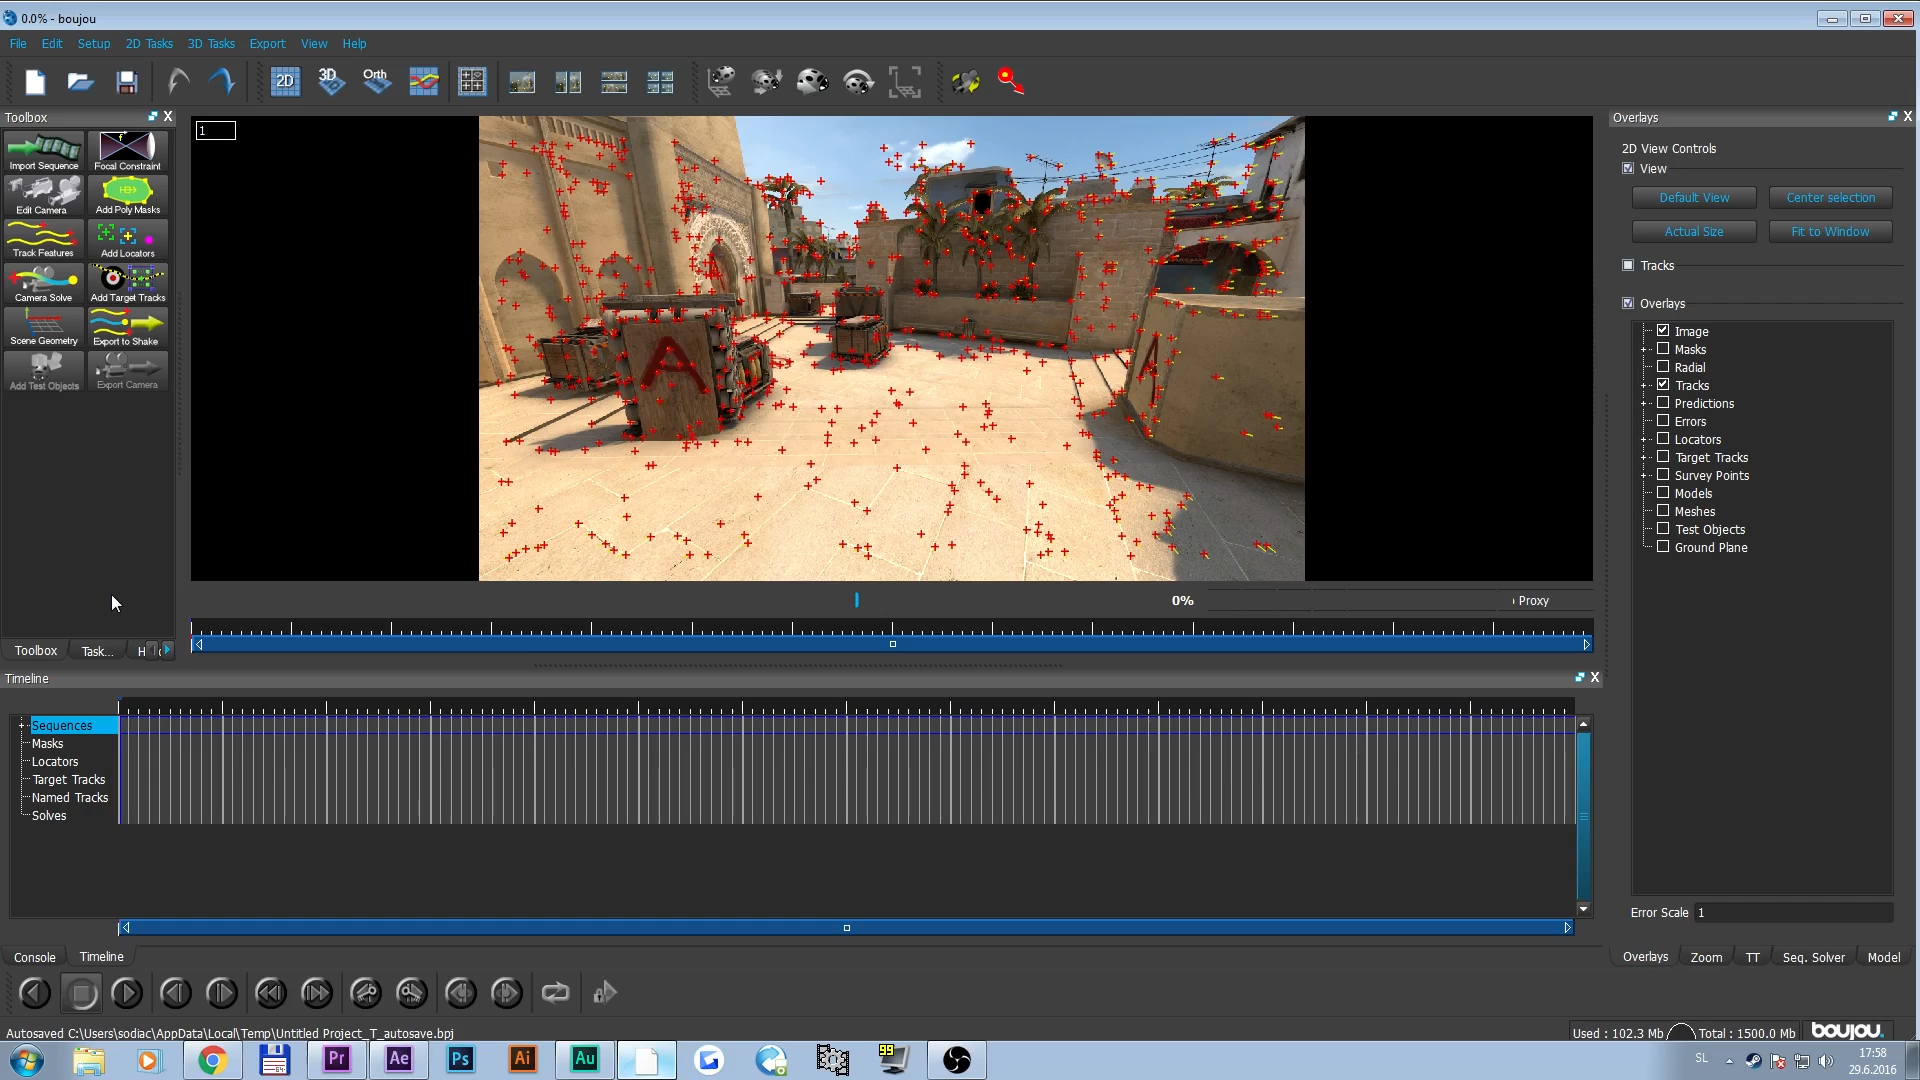 0.0% - boujou
File Edit Setup 2D Tasks 3D Tasks Export View Help
2D 3D Orth
Toolbox
Import Sequence
Focal Constraint
Edit Camera
Add Poly Masks
Track Features
Add Locators
Camera Solve
Add Target Tracks
Scene Geometry
Export to Shake
Add Test Objects
Export Camera
Toolbox Task... H
1
A
A
0%
Proxy
Overlays
2D View Controls
View
Default View Center selection
Actual Size Fit to Window
Tracks
Overlays
Image
Masks
Radial
Tracks
Predictions
Errors
Locators
Target Tracks
Survey Points
Models
Meshes
Test Objects
Ground Plane
Error Scale 1
Overlays Zoom TT Seq. Solver Model
Timeline
Sequences
Masks
Locators
Target Tracks
Named Tracks
Solves
Console Timeline
Autosaved C:\Users\sodiac\AppData\Local\Temp\Untitled Project_T_autosave.bpj
Used : 102.3 Mb Total : 1500.0 Mb boujou
Pr Ae Ps Ai Au 99
SL
17:58
29.6.2016